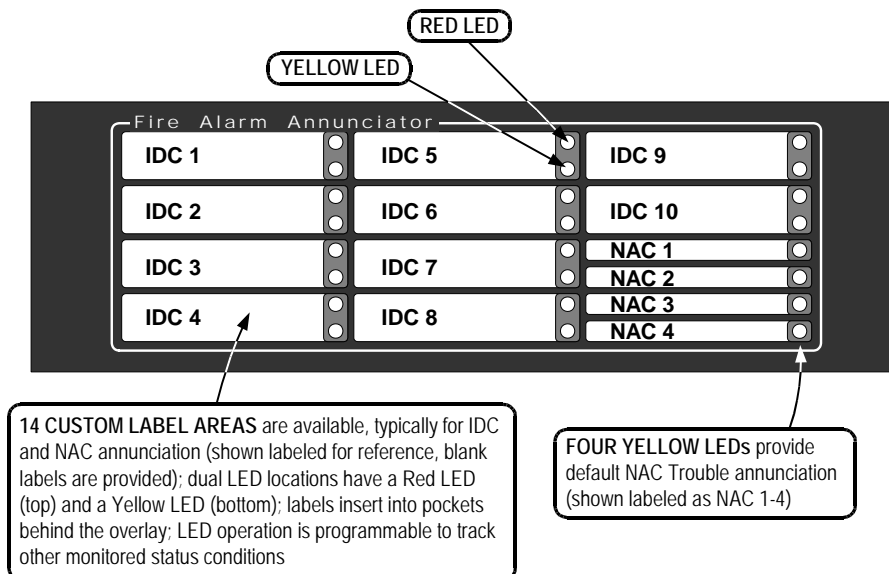 RED LED
YELLOW LED
Fire Alarm Annunciator
IDC 1
IDC 5
IDC 9
IDC 2
IDC 6
IDC 10
IDC 3
IDC 7
NAC 1
NAC 2
IDC 4
IDC 8
NAC 3
NAC 4
14 CUSTOM LABEL AREAS are available, typically for IDC
and NAC annunciation (shown labeled for reference, blank
labels are provided); dual LED locations have a Red LED
(top) and a Yellow LED (bottom); labels insert into pockets
behind the overlay; LED operation is programmable to track
other monitored status conditions
FOUR YELLOW LEDs provide
default NAC Trouble annunciation
(shown labeled as NAC 1-4)